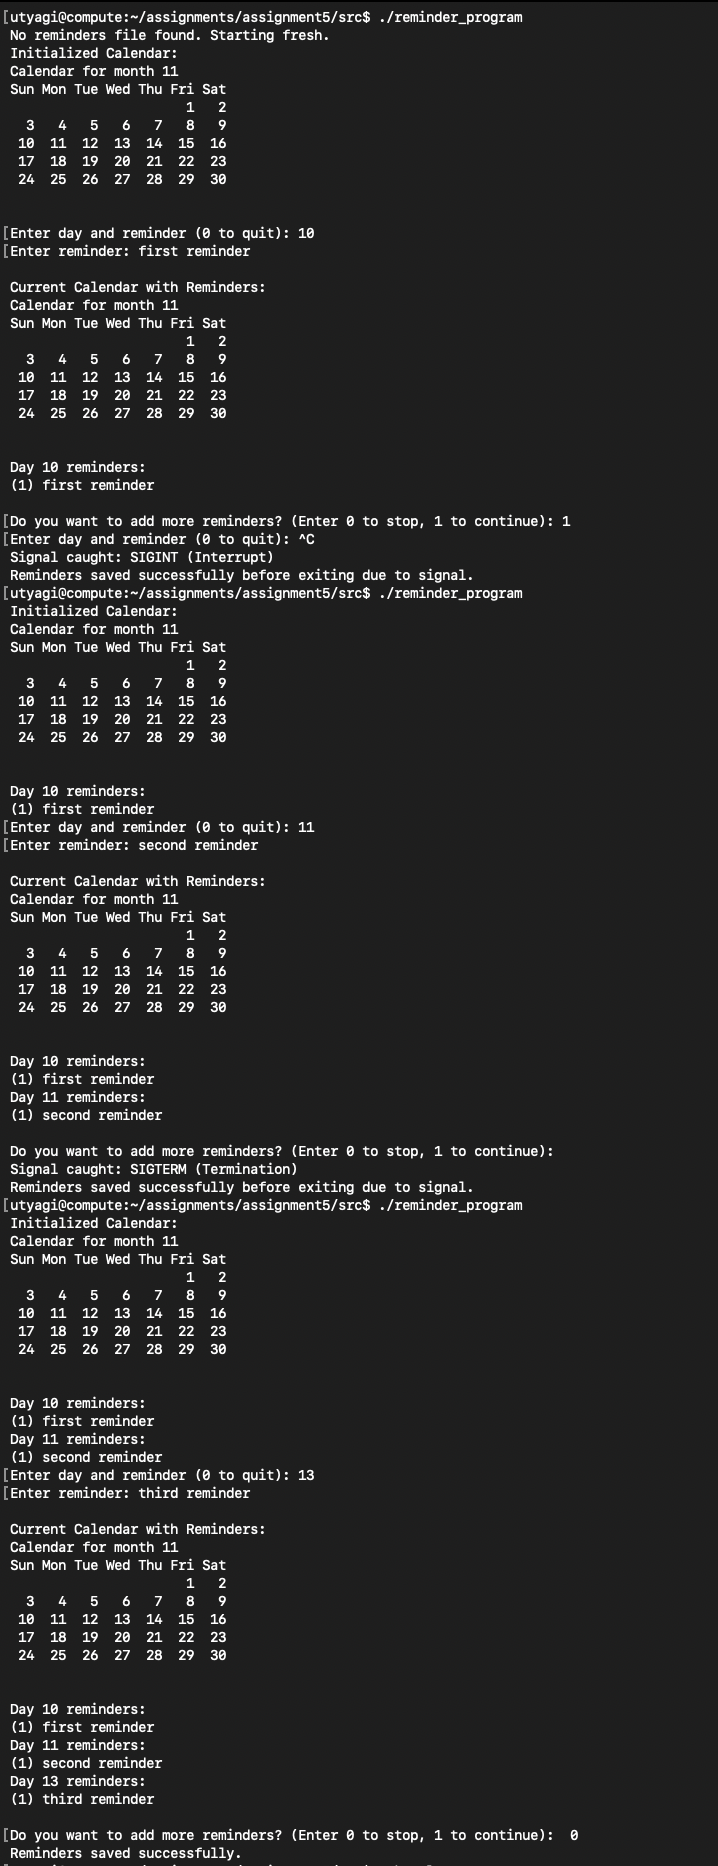 [utyagi@compute:~/assignments/assignment5/src$ ./reminder_program
No reminders file found. Starting fresh.
Initialized Calendar:
Calendar for month 11
Sun Mon Tue Wed Thu Fri Sat
                      1   2
  3   4   5   6   7   8   9
 10  11  12  13  14  15  16
 17  18  19  20  21  22  23
 24  25  26  27  28  29  30
[Enter day and reminder (0 to quit): 10
[Enter reminder: first reminder
Current Calendar with Reminders:
Calendar for month 11
Sun Mon Tue Wed Thu Fri Sat
                      1   2
  3   4   5   6   7   8   9
 10  11  12  13  14  15  16
 17  18  19  20  21  22  23
 24  25  26  27  28  29  30
Day 10 reminders:
(1) first reminder
[Do you want to add more reminders? (Enter 0 to stop, 1 to continue): 1
[Enter day and reminder (0 to quit): ^C
Signal caught: SIGINT (Interrupt)
Reminders saved successfully before exiting due to signal.
[utyagi@compute:~/assignments/assignment5/src$ ./reminder_program
Initialized Calendar:
Calendar for month 11
Sun Mon Tue Wed Thu Fri Sat
                      1   2
  3   4   5   6   7   8   9
 10  11  12  13  14  15  16
 17  18  19  20  21  22  23
 24  25  26  27  28  29  30
Day 10 reminders:
(1) first reminder
[Enter day and reminder (0 to quit): 11
[Enter reminder: second reminder
Current Calendar with Reminders:
Calendar for month 11
Sun Mon Tue Wed Thu Fri Sat
                      1   2
  3   4   5   6   7   8   9
 10  11  12  13  14  15  16
 17  18  19  20  21  22  23
 24  25  26  27  28  29  30
Day 10 reminders:
(1) first reminder
Day 11 reminders:
(1) second reminder
Do you want to add more reminders? (Enter 0 to stop, 1 to continue):
Signal caught: SIGTERM (Termination)
Reminders saved successfully before exiting due to signal.
[utyagi@compute:~/assignments/assignment5/src$ ./reminder_program
Initialized Calendar:
Calendar for month 11
Sun Mon Tue Wed Thu Fri Sat
                      1   2
  3   4   5   6   7   8   9
 10  11  12  13  14  15  16
 17  18  19  20  21  22  23
 24  25  26  27  28  29  30
Day 10 reminders:
(1) first reminder
Day 11 reminders:
(1) second reminder
[Enter day and reminder (0 to quit): 13
[Enter reminder: third reminder
Current Calendar with Reminders:
Calendar for month 11
Sun Mon Tue Wed Thu Fri Sat
                      1   2
  3   4   5   6   7   8   9
 10  11  12  13  14  15  16
 17  18  19  20  21  22  23
 24  25  26  27  28  29  30
Day 10 reminders:
(1) first reminder
Day 11 reminders:
(1) second reminder
Day 13 reminders:
(1) third reminder
[Do you want to add more reminders? (Enter 0 to stop, 1 to continue):  0
Reminders saved successfully.